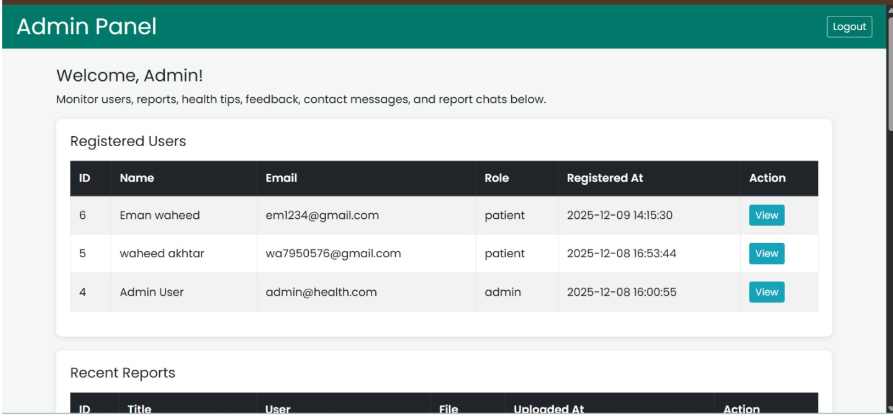 Admin Panel Logout
Welcome, Admin!
Monitor users, reports, health tips, feedback, contact messages, and report chats below.
Registered Users
ID Name Email Role Registered At Action
6 Eman waheed em1234@gmail.com patient 2025-12-09 14:15:30 View
5 waheed akhtar wa7950576@gmail.com patient 2025-12-08 16:53:44 View
4 Admin User admin@health.com admin 2025-12-08 16:00:55 View
Recent Reports
ID Title User File Uploaded At Action